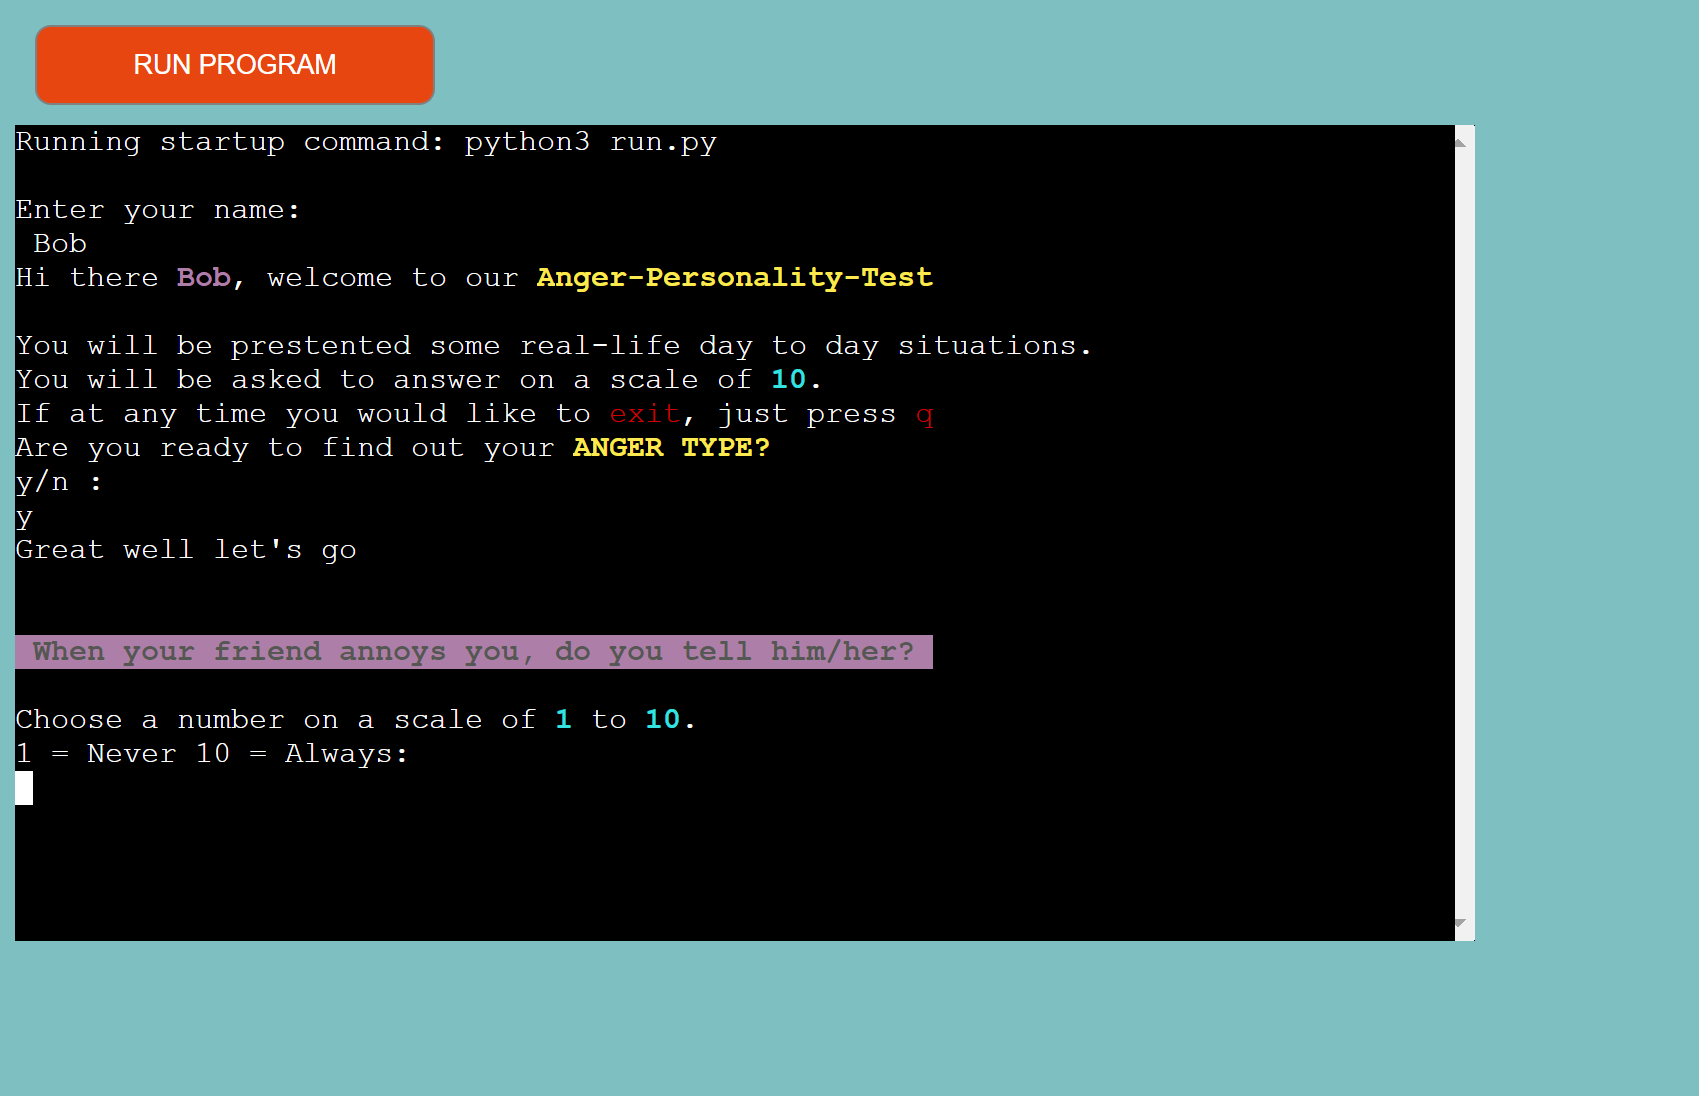 RUN PROGRAM
Running startup command: python3 run.py
Enter your name:
Bob
Hi there Bob, welcome to our Anger-Personality-Test
You will be prestented some real-life day to day situations.
You will be asked to answer on a scale of 10.
If at any time you would like to exit, just press q
Are you ready to find out your ANGER TYPE?
y/n :
y
Great well let's go
When your friend annoys you, do you tell him/her?
Choose a number on a scale of 1 to 10.
1 = Never 10 = Always: